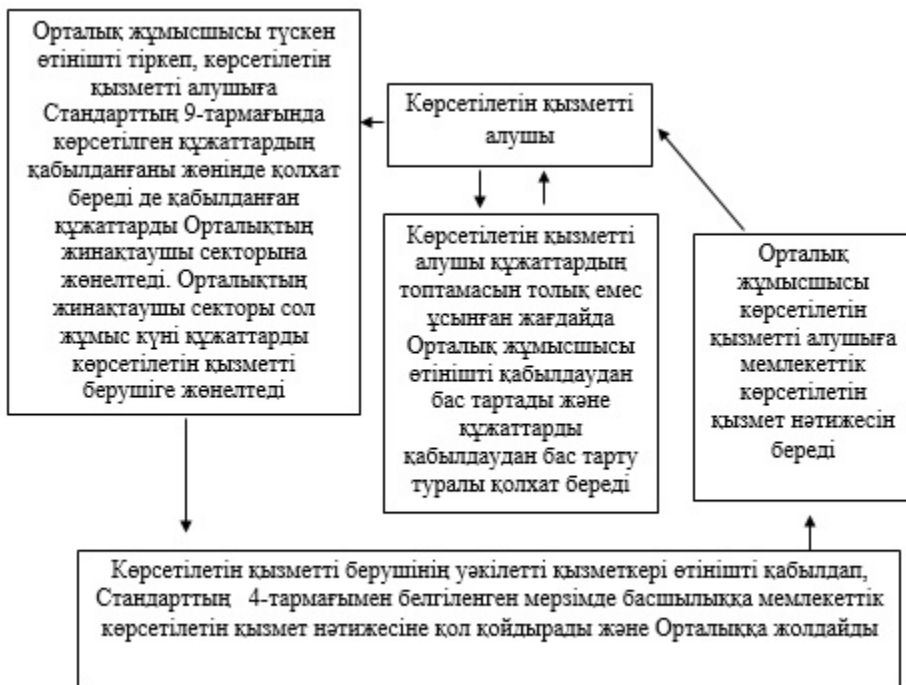 Орталық жұмысшысы түскен
өтінішті тіркеп, көрсетілетін
қызметті алушыға
Стандарттың 9-тармағында
көрсетілген құжаттардың
қабылданғаны жөнінде қолхат
береді де қабылданған
құжаттарды Орталықтың
жинақтаушы секторына
жөнелтеді. Орталықтың
жинақтаушы секторы сол
жұмыс күні құжаттарды
көрсетілетін қызметті
берушіге жөнелтеді
Көрсетілетін қызметті
алушы
Көрсетілетін қызметті
алушы құжаттардың
топтамасын толық емес
ұсынған жағдайда
Орталық жұмысшысы
өтінішті қабылдаудан
бас тартады және
құжаттарды
қабылдаудан бас тарту
туралы қолхат береді
Орталық
жұмысшысы
көрсетілетін
қызметті алушыға
мемлекеттік
көрсетілетін
қызмет нәтижесін
береді
Көрсетілетін қызметті берушінің уәкілетті қызметкері өтінішті қабылдап,
Стандарттың 4-тармағымен белгіленген мерзімде басшылыққа мемлекеттік
көрсетілетін қызмет нәтижесіне қол қойдырады және Орталыққа жолдайды